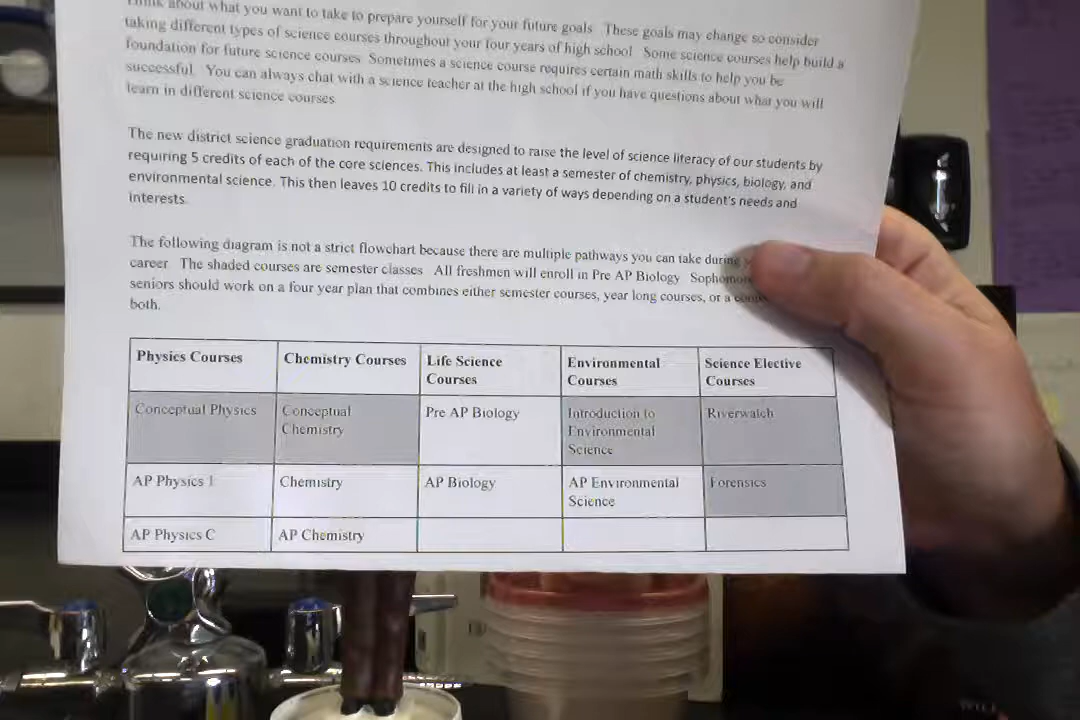 about what you want to take to prepare yourself for your future goals These goals may change so consider
taking different types of science courses throughout your four years of high school Some science courses help build a
foundation for future science courses Sometimes a science course requires certain math skills to help you be
successful You can always chat with a science teacher at the high school if you have questions about what you will
learn in different science courses
The new district science graduation requirements are designed to raise the level of science literacy of our students by
requiring 5 credits of each of the core sciences. This includes at least a semester of chemistry, physics, biology, and
environmental science. This then leaves 10 credits to fill in a variety of ways depending on a student's needs and
interests.
The following diagram is not a strict flowchart because there are multiple pathways you can take during
career The shaded courses are semester classes All freshmen will enroll in Pre AP Biology
seniors should work on a four year plan that combines either semester courses, year long courses, or a
both.
Physics Courses
Chemistry Courses
Life Science
Courses
Environmental
Courses
Science Elective
Courses
Conceptual Physics
Conceptual
Chemistry
Pre AP Biology
Introduction to
Environmental
Science
Riverwatch
AP Physics 1
Chemistry
AP Biology
AP Environmental
Science
Forensics
AP Physics C
AP Chemistry